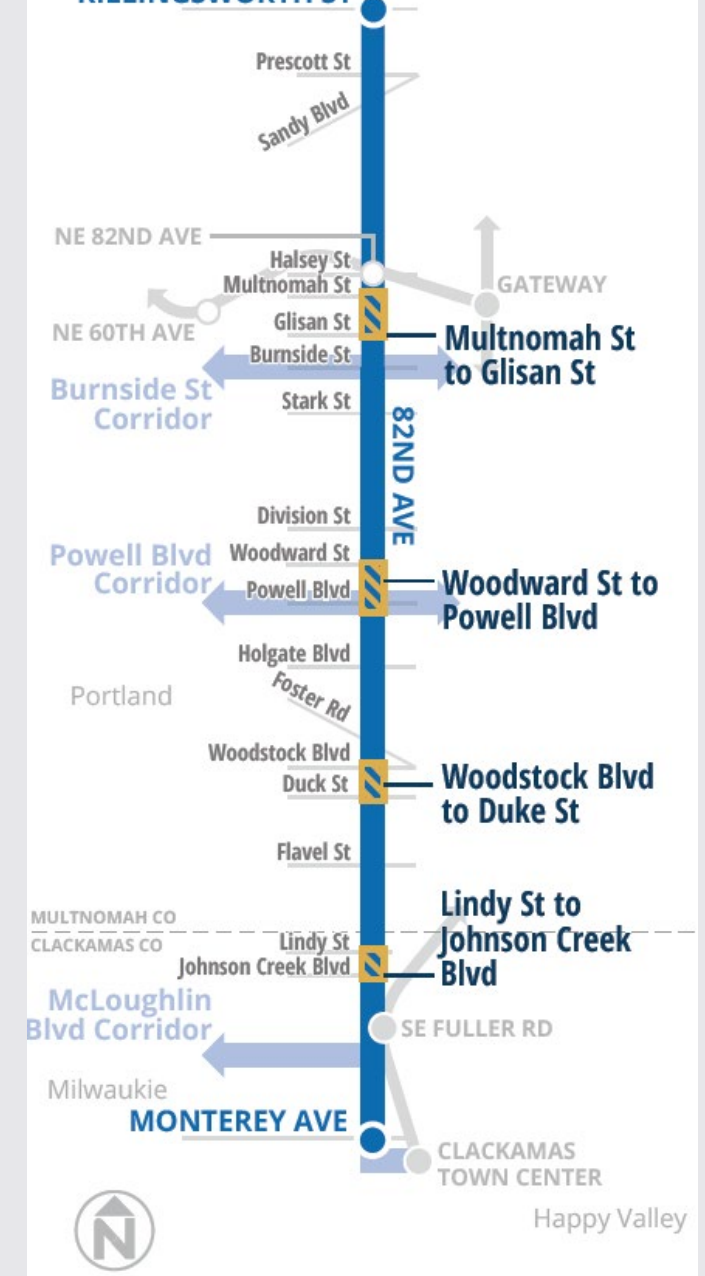 KILLINGSWORTH ST
Prescott St
Sandy Blvd
NE 82ND AVE
Halsey St
Multnomah St
GATEWAY
Glisan St
NE 60TH AVE
Multnomah St
to Glisan St
Burnside St
Burnside St
Corridor
Stark St
82ND AVE
Division St
Woodward St
Powell Blvd
Corridor
Powell Blvd
Woodward St to
Powell Blvd
Holgate Blvd
Portland
Foster Rd
Woodstock Blvd
Duck St
Woodstock Blvd
to Duke St
Flavel St
MULTNOMAH CO
CLACKAMAS CO
Lindy St
Johnson Creek Blvd
Lindy St to
Johnson Creek
Blvd
McLoughlin
Blvd Corridor
SE FULLER RD
Milwaukie
MONTEREY AVE
CLACKAMAS
TOWN CENTER
Happy Valley
N